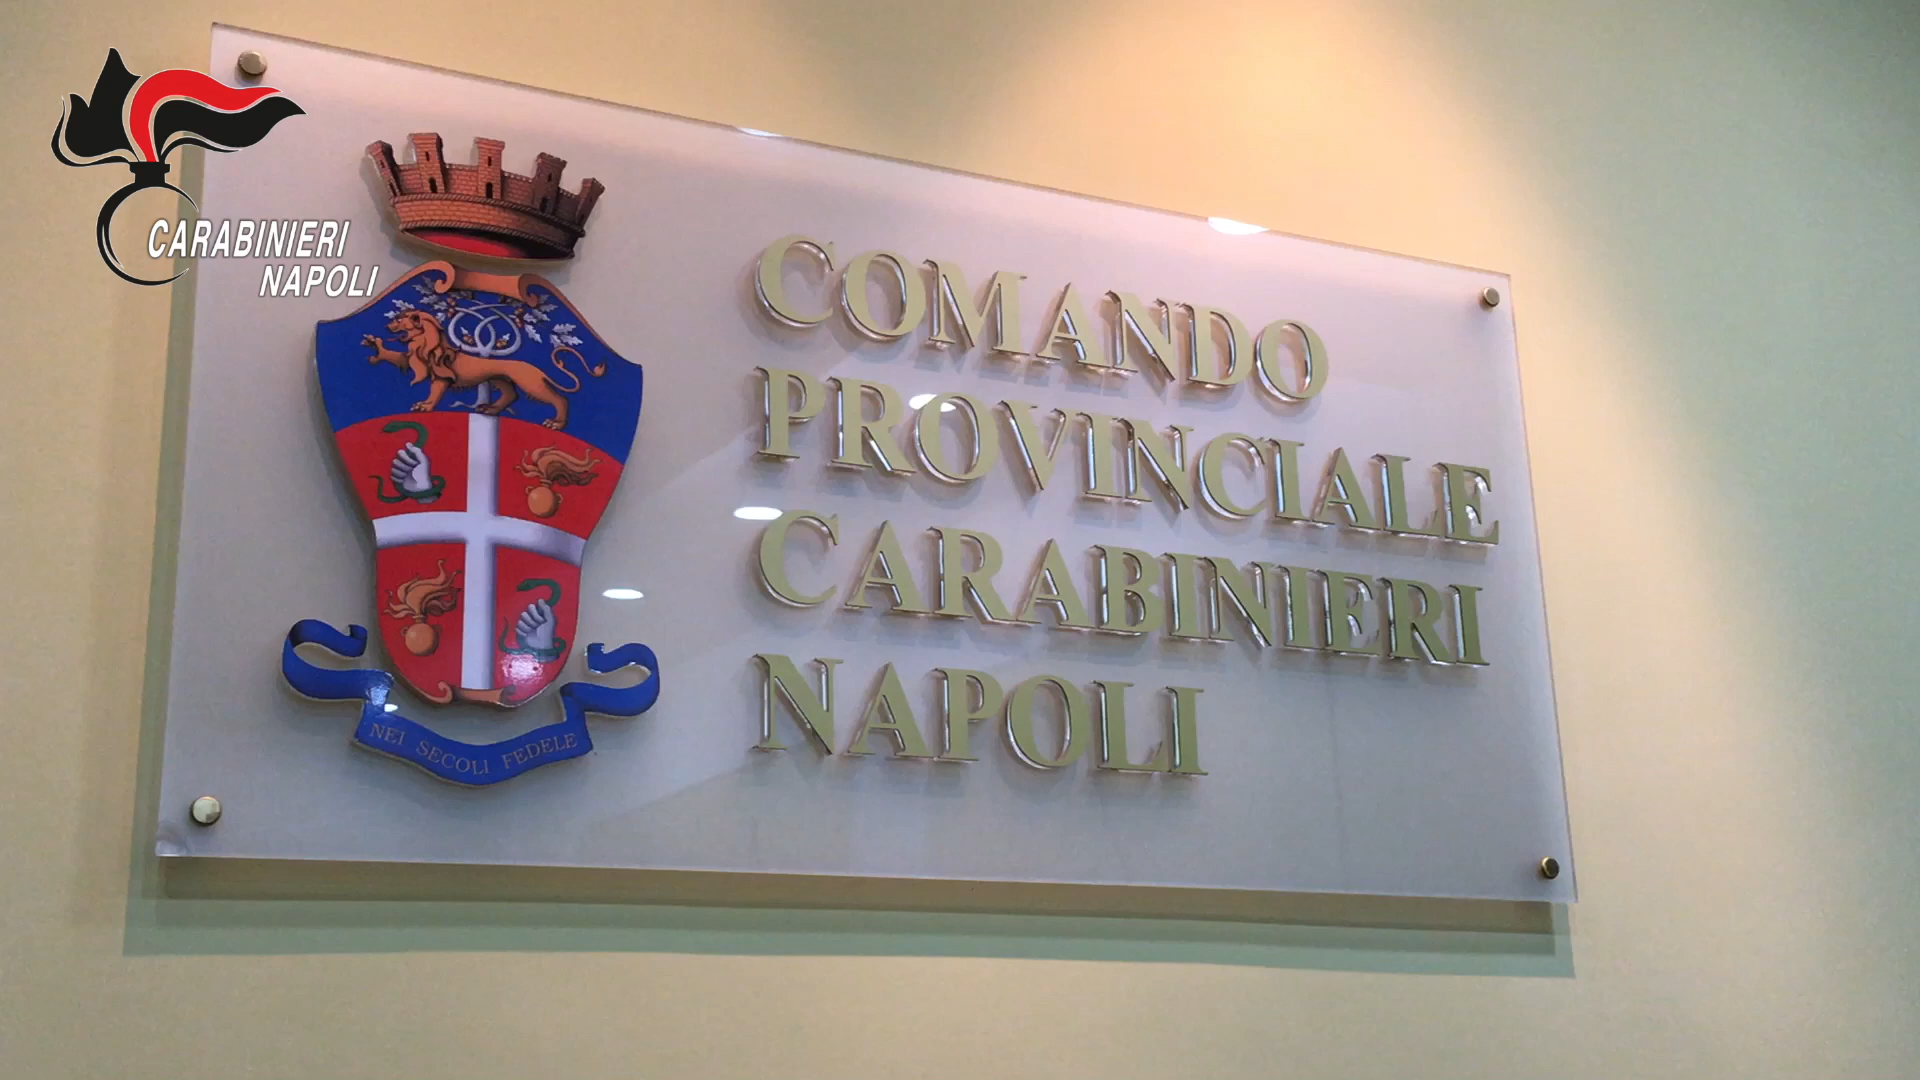 CARABINIERI
NAPOLI
COMANDO
PROVINCIALE
CARABINIERI
NAPOLI
NEI SECOLI FEDELE